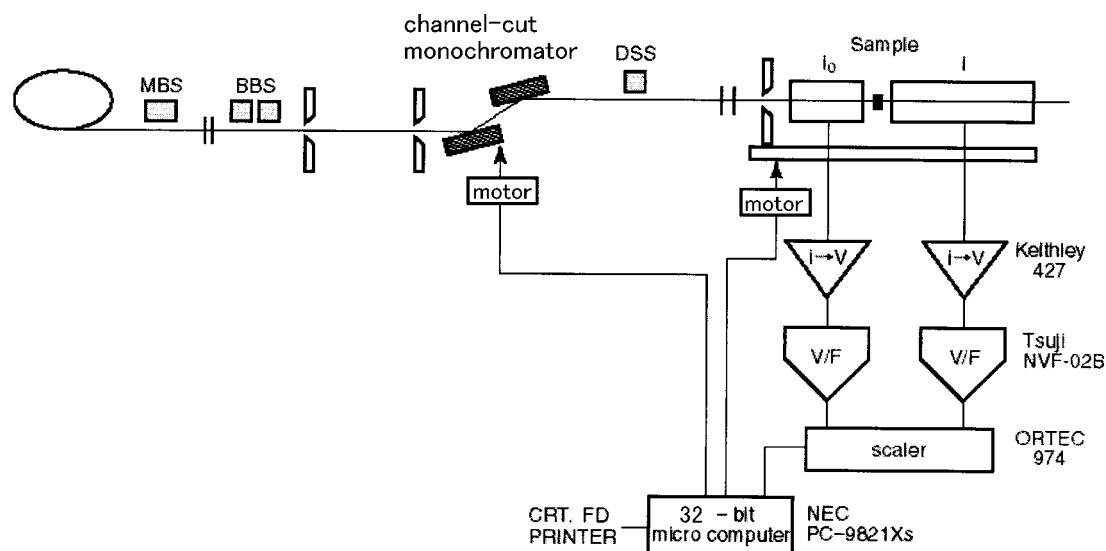 channel-cut
monochromator
MBS
BBS
DSS
Sample
i₀
i
motor
motor
i→V
i→V
Keithley
427
V/F
V/F
Tsuji
NVF-02B
scaler
ORTEC
974
CRT. FD
PRINTER
32 -bit
micro computer
NEC
PC-9821Xs